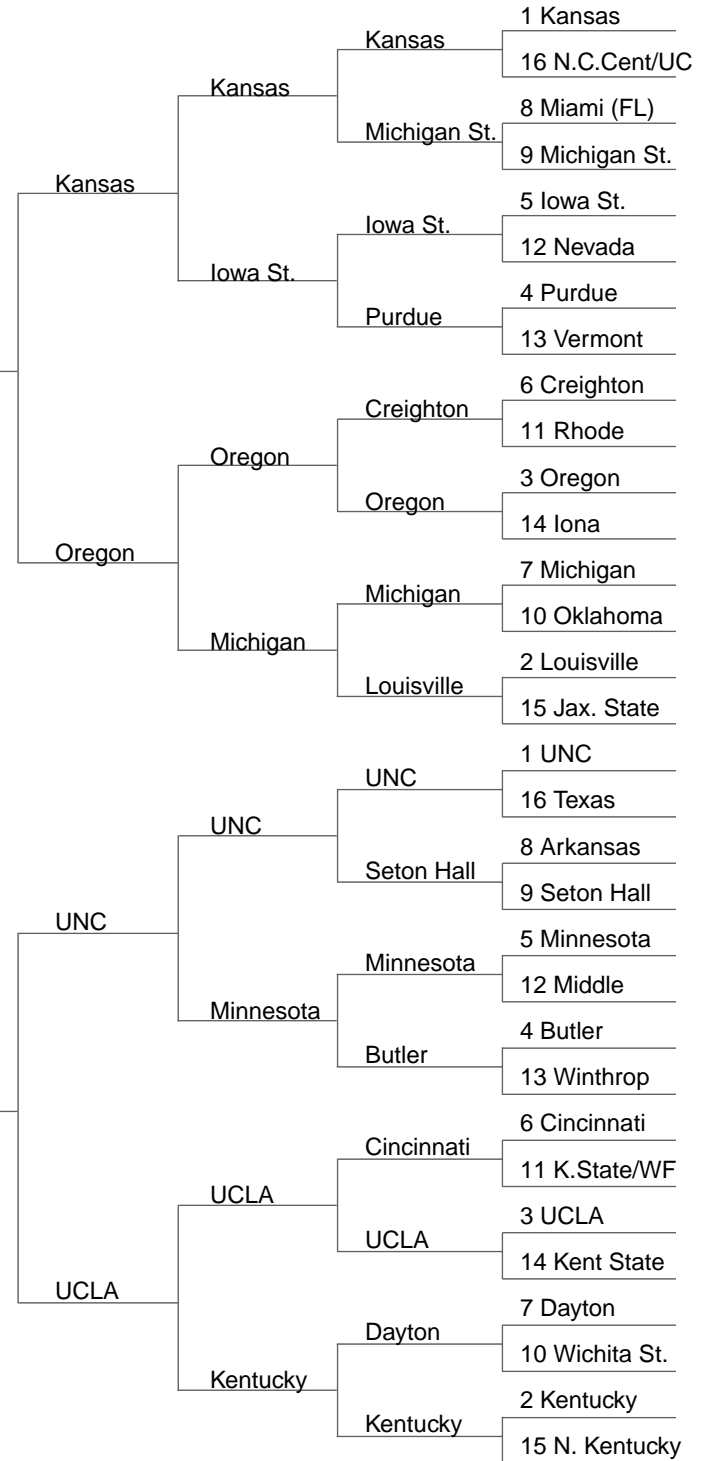 1 Kansas
Kansas
16 N.C.Cent/UC
Kansas
8 Miami (FL)
Michigan St.
9 Michigan St.
Kansas
5 Iowa St.
Iowa St.
12 Nevada
Iowa St.
4 Purdue
Purdue
13 Vermont
6 Creighton
Creighton
11 Rhode
Oregon
3 Oregon
Oregon
14 Iona
Oregon
7 Michigan
Michigan
10 Oklahoma
Michigan
2 Louisville
Louisville
15 Jax. State
1 UNC
UNC
16 Texas
UNC
8 Arkansas
Seton Hall
9 Seton Hall
UNC
5 Minnesota
Minnesota
12 Middle
Minnesota
4 Butler
Butler
13 Winthrop
6 Cincinnati
Cincinnati
11 K.State/WF
UCLA
3 UCLA
UCLA
14 Kent State
UCLA
7 Dayton
Dayton
10 Wichita St.
Kentucky
2 Kentucky
Kentucky
15 N. Kentucky